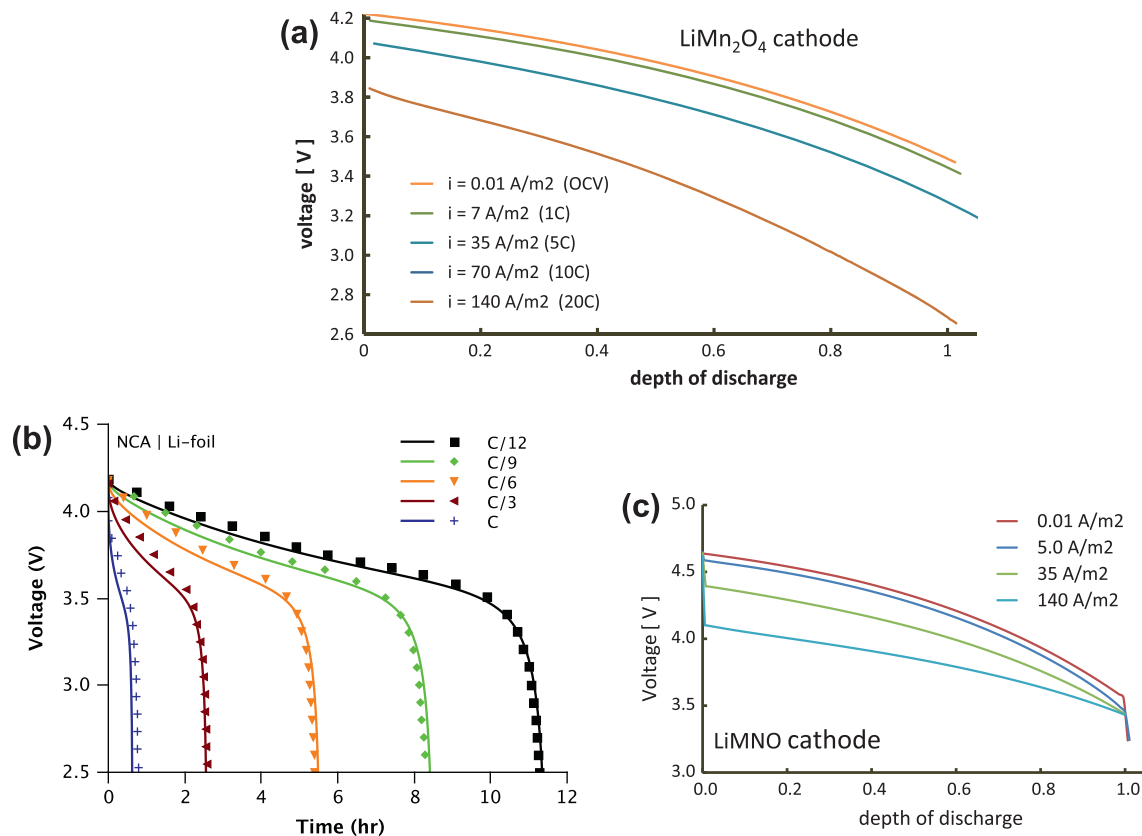 (a)
LiMn2O4 cathode
4.2
4.0
3.8
3.6
3.4
3.2
3.0
2.8
2.6
voltage [ V ]
i = 0.01 A/m2 (OCV)
i = 7 A/m2 (1C)
i = 35 A/m2 (5C)
i = 70 A/m2 (10C)
i = 140 A/m2 (20C)
0 0.2 0.4 0.6 0.8 1
depth of discharge
(b)
NCA | Li-foil
4.5
4.0
3.5
3.0
2.5
Voltage (V)
C/12
C/9
C/6
C/3
C
0 2 4 6 8 10 12
Time (hr)
(c)
5.0
4.5
4.0
3.5
3.0
Voltage [ V ]
0.01 A/m2
5.0 A/m2
35 A/m2
140 A/m2
LiMNO cathode
0.0 0.2 0.4 0.6 0.8 1.0
depth of discharge